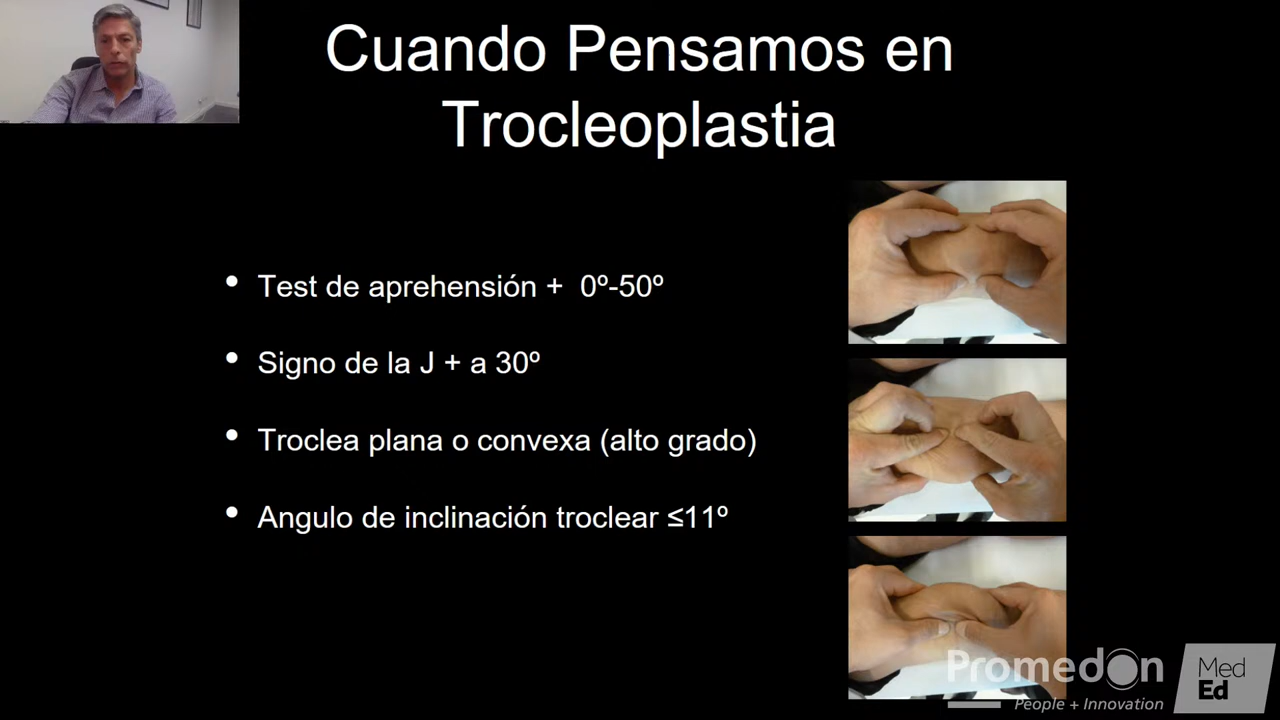 Cuando Pensamos en
Trocleoplastia
• Test de aprehensión + 0º-50º
• Signo de la J + a 30º
• Troclea plana o convexa (alto grado)
• Angulo de inclinación troclear ≤11º
Promedon
People + Innovation
Med
Ed